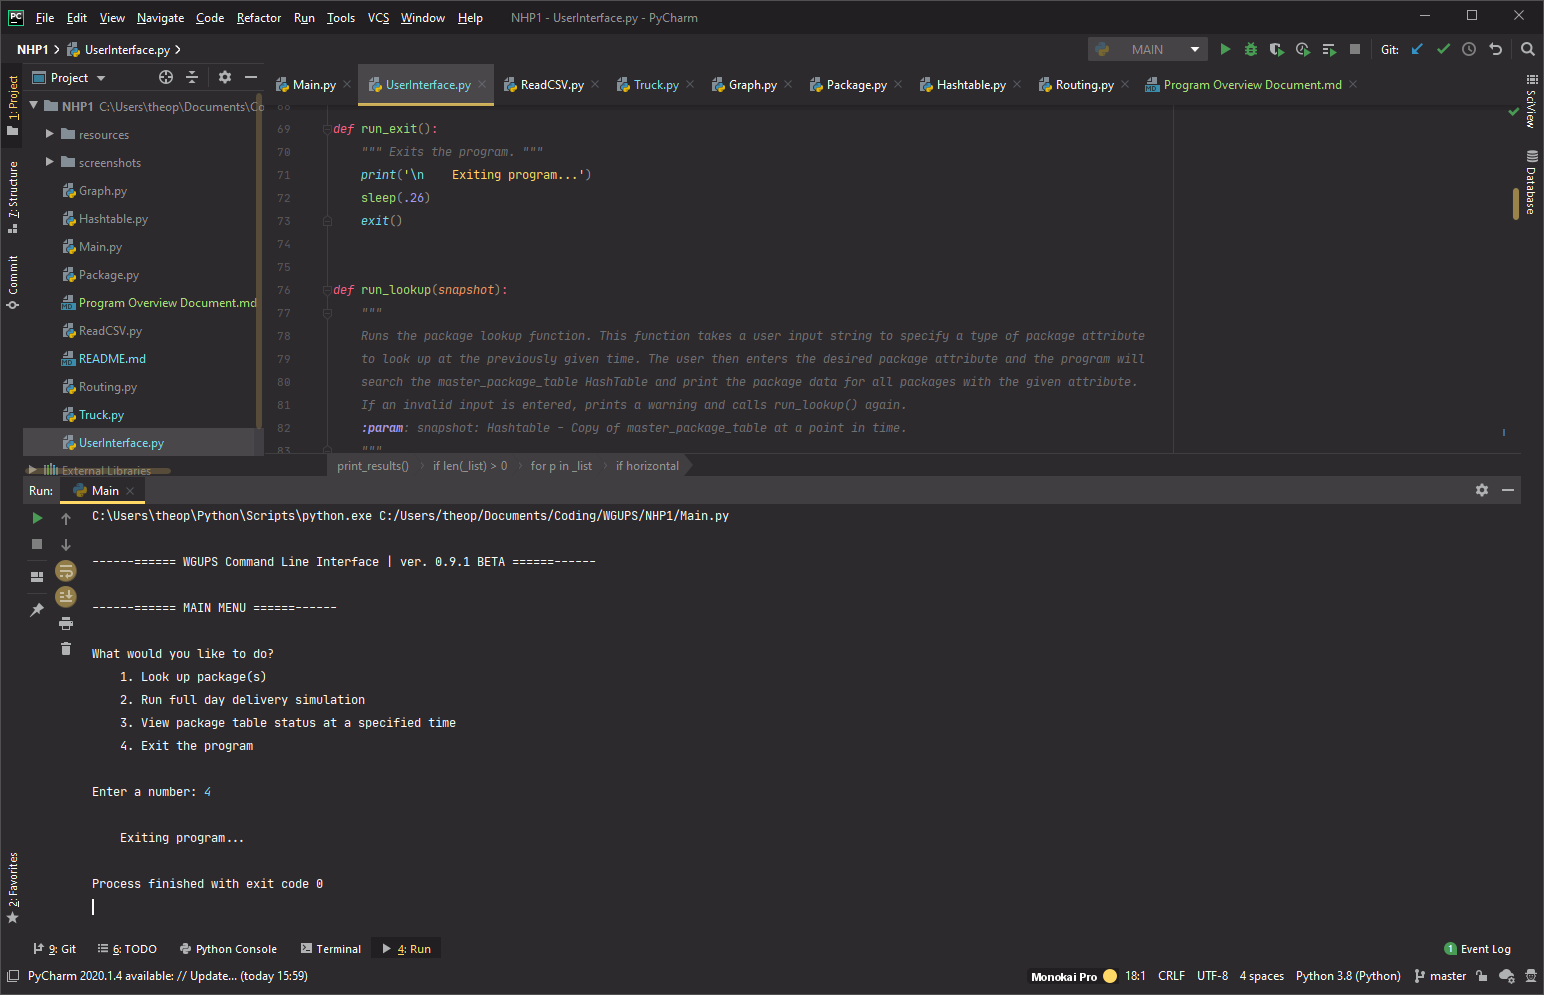 PC File Edit View Navigate Code Refactor Run Tools VCS Window Help NHP1 - UserInterface.py - PyCharm
NHP1 UserInterface.py MAIN Git:
1: Project
Project
Main.py UserInterface.py ReadCSV.py Truck.py Graph.py Package.py Hashtable.py Routing.py Program Overview Document.md
NHP1 C:\Users\theop\Documents\Co
resources
screenshots
Graph.py
Hashtable.py
Main.py
Package.py
Program Overview Document.md
ReadCSV.py
README.md
Routing.py
Truck.py
UserInterface.py
External Libraries
7: Structure
Commit
2: Favorites
SciView
Database
68
69 def run_exit():
70 """ Exits the program. """
71 print('\n    Exiting program...')
72 sleep(.26)
73 exit()
74
75
76 def run_lookup(snapshot):
77 """
78 Runs the package lookup function. This function takes a user input string to specify a type of package attribute
79 to look up at the previously given time. The user then enters the desired package attribute and the program will
80 search the master_package_table HashTable and print the package data for all packages with the given attribute.
81 If an invalid input is entered, prints a warning and calls run_lookup() again.
82 :param: snapshot: Hashtable - Copy of master_package_table at a point in time.
83 """
print_results() if len(_list) > 0 for p in _list if horizontal
Run: Main
C:\Users\theop\Python\Scripts\python.exe C:/Users/theop/Documents/Coding/WGUPS/NHP1/Main.py
------====== WGUPS Command Line Interface | ver. 0.9.1 BETA ======------
------====== MAIN MENU ======------
What would you like to do?
1. Look up package(s)
2. Run full day delivery simulation
3. View package table status at a specified time
4. Exit the program
Enter a number: 4
Exiting program...
Process finished with exit code 0
9: Git 6: TODO Python Console Terminal 4: Run 1 Event Log
PyCharm 2020.1.4 available: // Update... (today 15:59) Monokai Pro 18:1 CRLF UTF-8 4 spaces Python 3.8 (Python) master